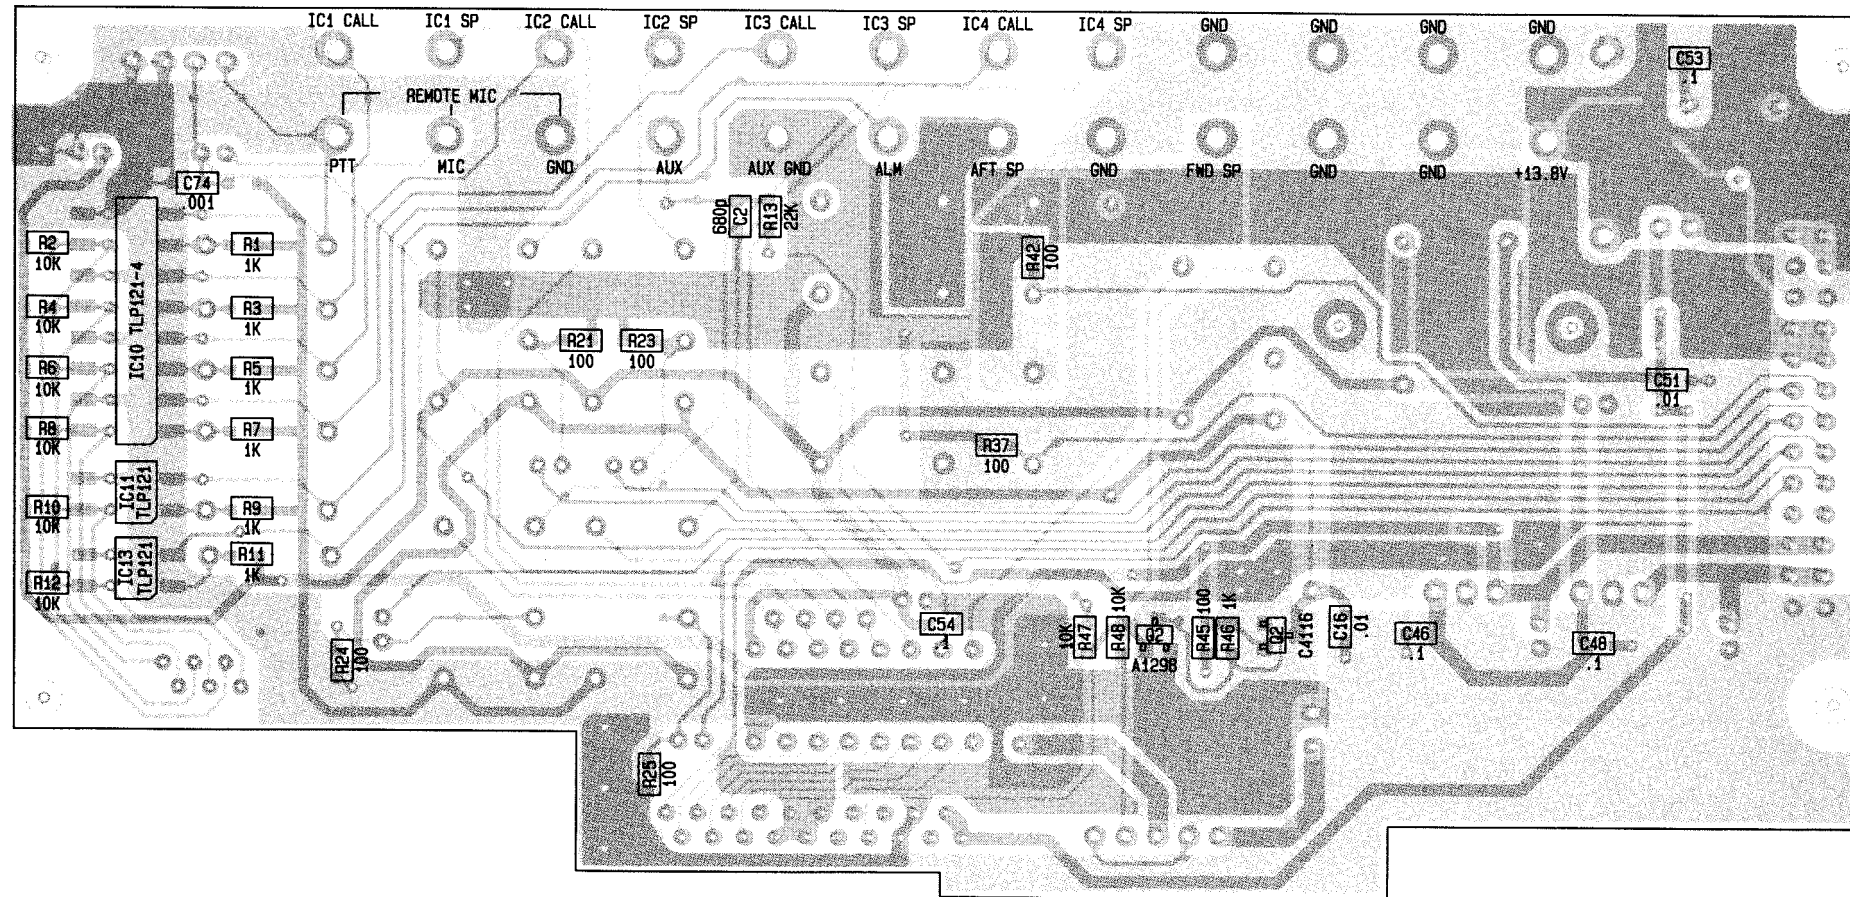 IC1 CALL IC1 SP IC2 CALL IC2 SP IC3 CALL IC3 SP IC4 CALL IC4 SP GND GND GND GND
C53
.1
REMOTE MIC
PTT MIC GND AUX AUX GND ALM AFT SP GND FWD SP GND GND +13.8V
C74
.001
680p C2 R13 22K
R2
10K
R1
1K
R42 100
IC10 TLP121-4
R4
10K
R3
1K
R21
100
R23
100
R6
10K
R5
1K
C51
.01
R8
10K
R7
1K
R37
100
IC11
TLP121
R10
10K
R9
1K
IC13
TLP121
R11
1K
R12
10K
C54
.1
10K R47
R48 10K
Q2
A1298
R45 100
R46 1K
Q2
C4116
C16 .01
C46
.1
C48
.1
R24 100
R25 100